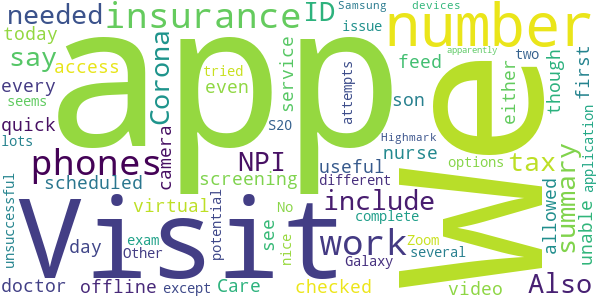 needed insurance ID Samsung devices
number
issue apparently
today say Corona app We
access tried feed two first
every service even attempts son either though
seems
quick S20 Highmark nurse
lots phones camera NPI useful options tax
scheduled screening different include allowed summary application
unsuccessful Visit virtual potential No work complete
day see Zoom unable
exam nice several
Other Galaxy Also
doctor offline except Care checked video